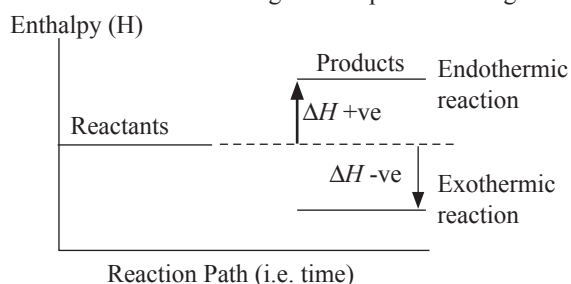 Enthalpy (H)
Products
Endothermic
reaction
ΔH +ve
Reactants
ΔH -ve
Exothermic
reaction
Reaction Path (i.e. time)